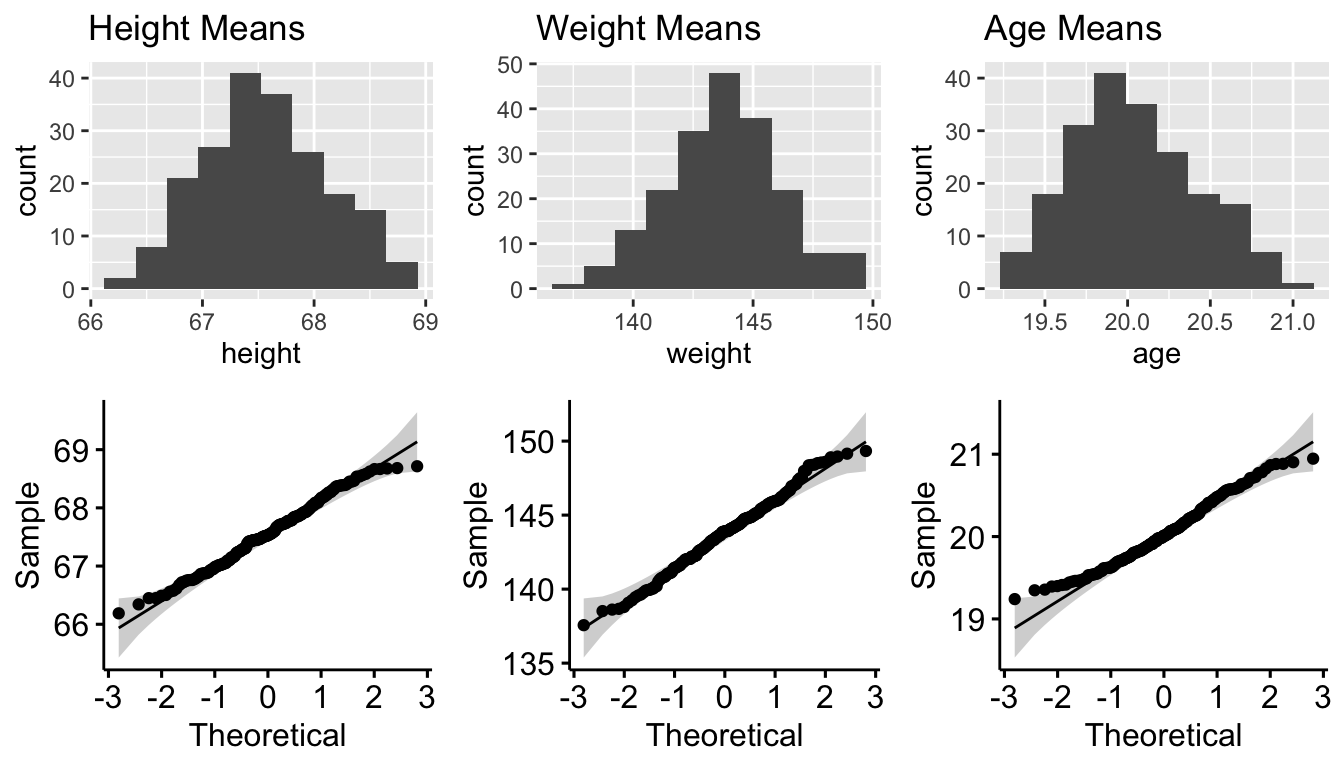 Height Means
40
30
20
10
0
count
66 67 68 69
height
Weight Means
50
40
30
20
10
0
count
140 145 150
weight
Age Means
40
30
20
10
0
count
19.5 20.0 20.5 21.0
age
69
68
67
66
Sample
-3 -2 -1 0 1 2 3
Theoretical
150
145
140
135
Sample
-3 -2 -1 0 1 2 3
Theoretical
21
20
19
Sample
-3 -2 -1 0 1 2 3
Theoretical